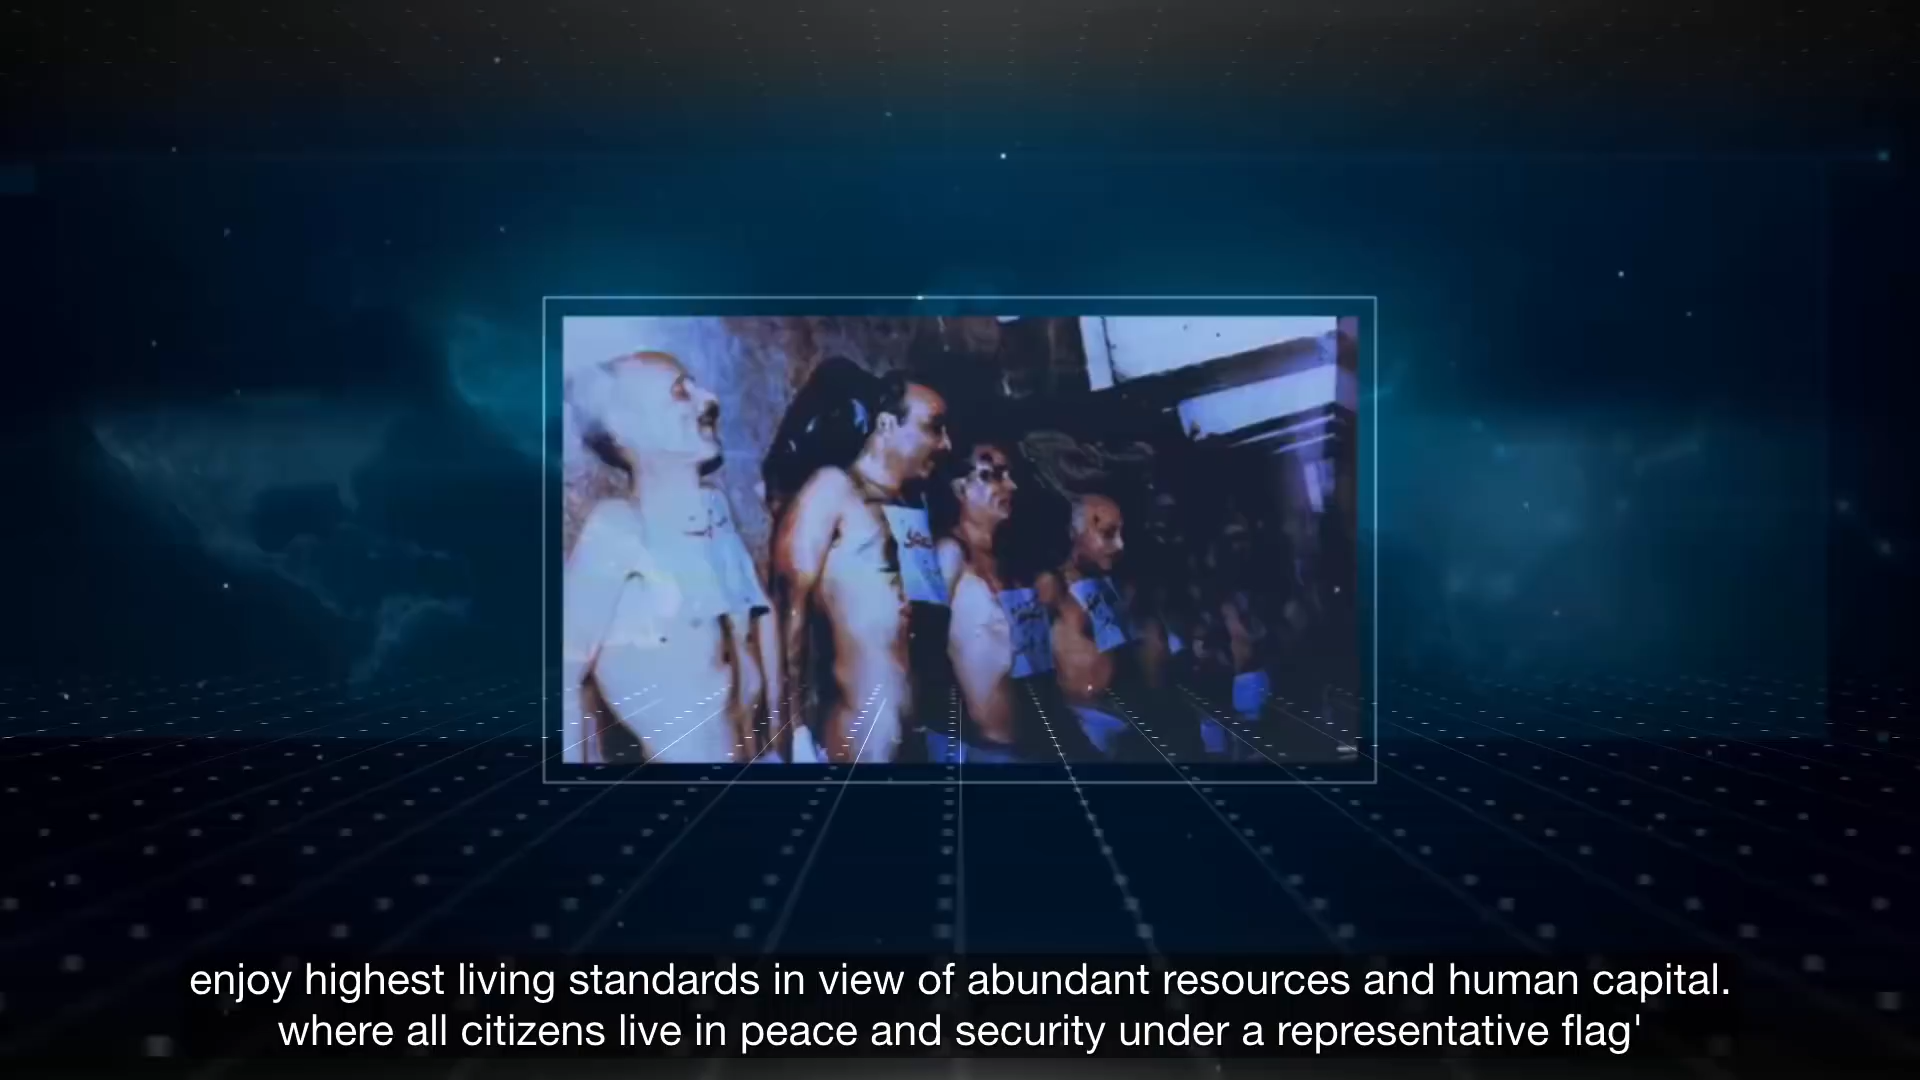 enjoy highest living standards in view of abundant resources and human capital.
where all citizens live in peace and security under a representative flag'